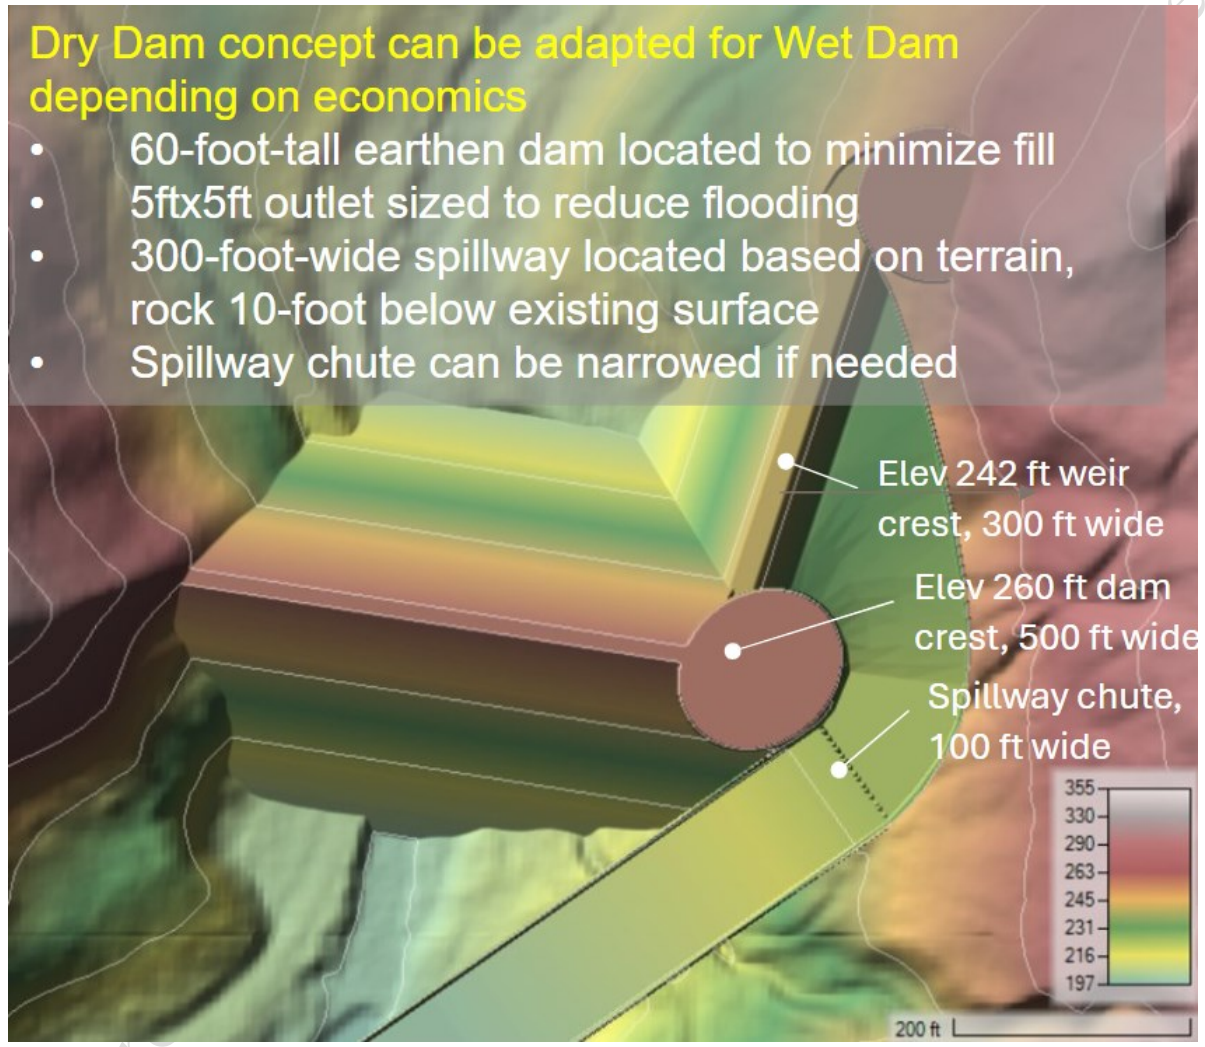 Dry Dam concept can be adapted for Wet Dam
depending on economics
• 60-foot-tall earthen dam located to minimize fill
• 5ftx5ft outlet sized to reduce flooding
• 300-foot-wide spillway located based on terrain,
rock 10-foot below existing surface
• Spillway chute can be narrowed if needed
Elev 242 ft weir
crest, 300 ft wide
Elev 260 ft dam
crest, 500 ft wide
Spillway chute,
100 ft wide
355
330
290
263
245
231
216
197
200 ft